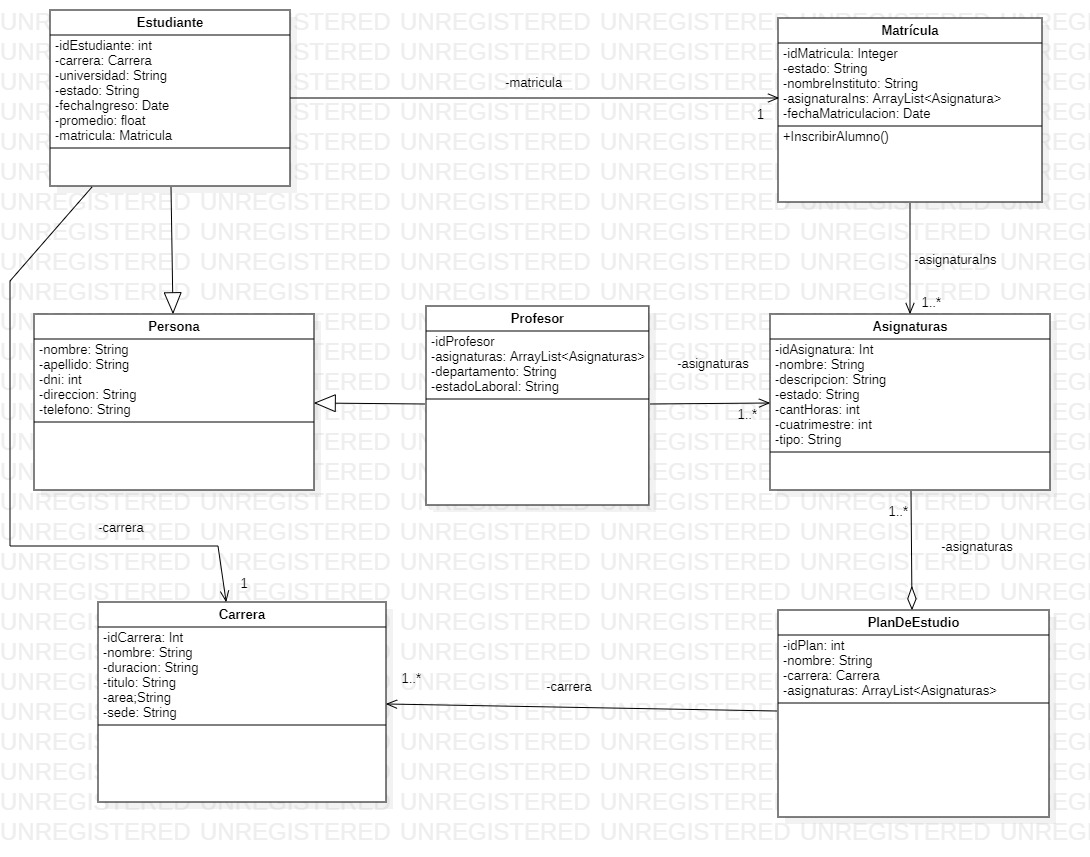 Estudiante
-idEstudiante: int
-carrera: Carrera
-universidad: String
-estado: String
-fechaIngreso: Date
-promedio: float
-matricula: Matricula
-matricula
1
Matrícula
-idMatricula: Integer
-estado: String
-nombreInstituto: String
-asignaturaIns: ArrayList<Asignatura>
-fechaMatriculacion: Date
+InscribirAlumno()
-asignaturaIns
1..*
Persona
-nombre: String
-apellido: String
-dni: int
-direccion: String
-telefono: String
Profesor
-idProfesor
-asignaturas: ArrayList<Asignaturas>
-departamento: String
-estadoLaboral: String
-asignaturas
1..*
Asignaturas
-idAsignatura: Int
-nombre: String
-descripcion: String
-estado: String
-cantHoras: int
-cuatrimestre: int
-tipo: String
1..*
-asignaturas
-carrera
1
Carrera
-idCarrera: Int
-nombre: String
-duracion: String
-titulo: String
-area;String
-sede: String
1..*
-carrera
PlanDeEstudio
-idPlan: int
-nombre: String
-carrera: Carrera
-asignaturas: ArrayList<Asignaturas>
UNREGISTERED